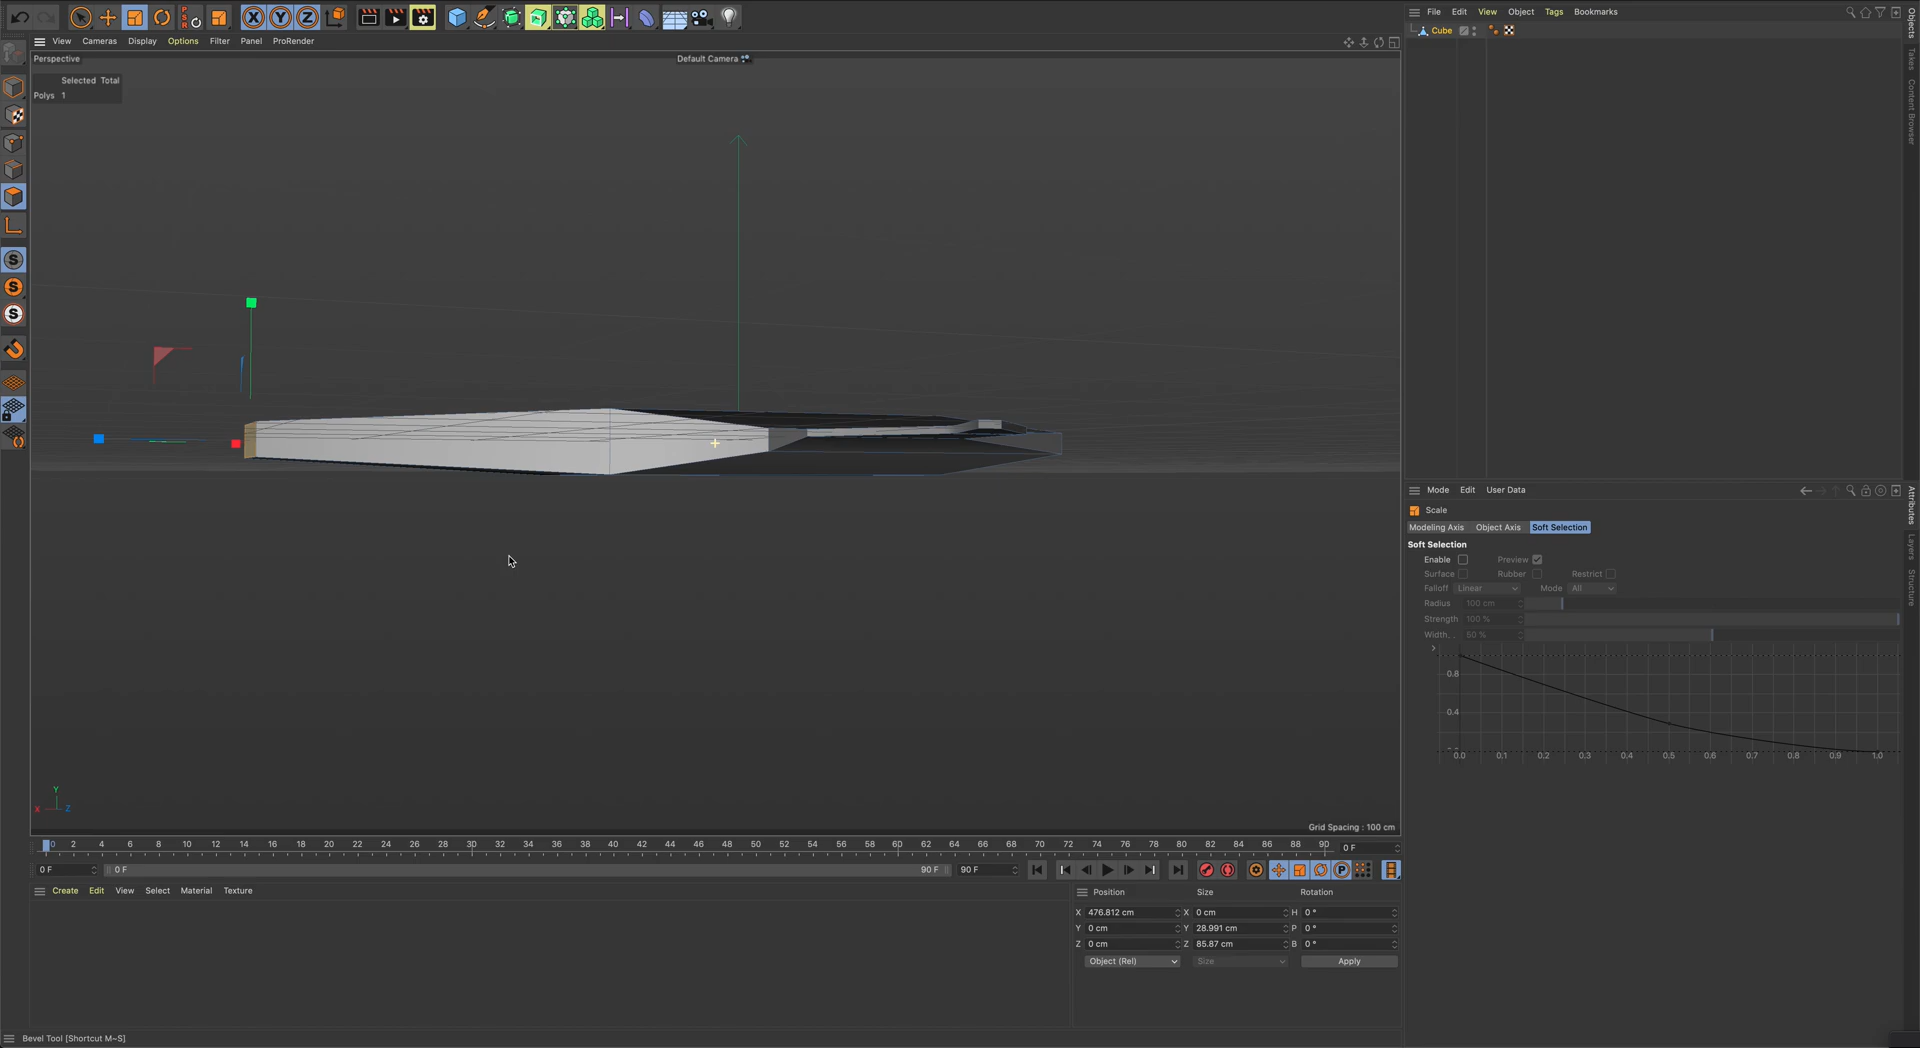 File Edit View Object Tags Bookmarks
Cube
View Cameras Display Options Filter Panel ProRender
Perspective
Default Camera
Selected Total
Polys 1
Objects
Takes
Content Browser
Mode Edit User Data
Scale
Modeling Axis Object Axis Soft Selection
Soft Selection
Enable Preview
Surface Rubber Restrict
Falloff Linear Mode All
Radius 100 cm
Strength 100 %
Width. . 50 %
0.8
0.4
0.0 0.1 0.2 0.3 0.4 0.5 0.6 0.7 0.8 0.9 1.0
Attributes
Layers
Structure
Y
X Z
Grid Spacing : 100 cm
0 2 4 6 8 10 12 14 16 18 20 22 24 26 28 30 32 34 36 38 40 42 44 46 48 50 52 54 56 58 60 62 64 66 68 70 72 74 76 78 80 82 84 86 88 90 0 F
0 F 0 F 90 F 90 F
Create Edit View Select Material Texture
Position Size Rotation
X 476.812 cm X 0 cm H 0 °
Y 0 cm Y 28.991 cm P 0 °
Z 0 cm Z 85.87 cm B 0 °
Object (Rel) Size Apply
Bevel Tool [Shortcut M~S]